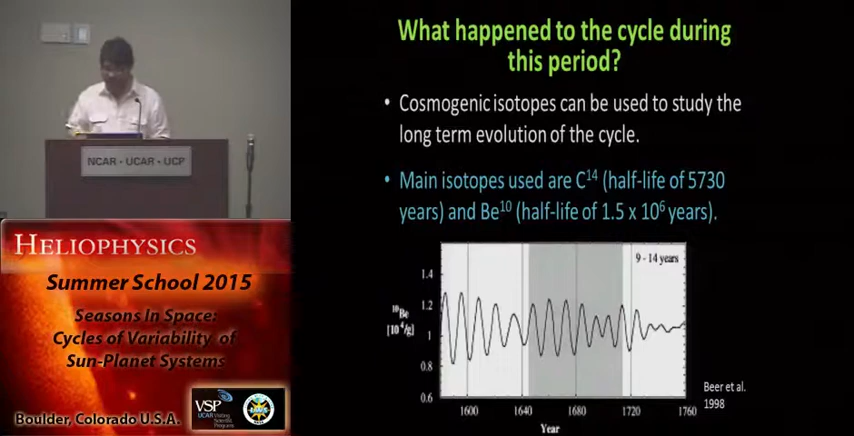 What happened to the cycle during
this period?
• Cosmogenic isotopes can be used to study the
long term evolution of the cycle.
• Main isotopes used are C14 (half-life of 5730
years) and Be10 (half-life of 1.5 x 10⁶ years).
9 - 14 years
1.4
1.2
1
0.8
0.6
10Be
[10⁴/g]
1600 1640 1680 1720 1760
Year
Beer et al.
1998
NCAR - UCAR - UCP
HELIOPHYSICS
Summer School 2015
Seasons In Space:
Cycles of Variability of
Sun-Planet Systems
Boulder, Colorado U.S.A.
VSP
UCAR Visiting
Scientist
Programs